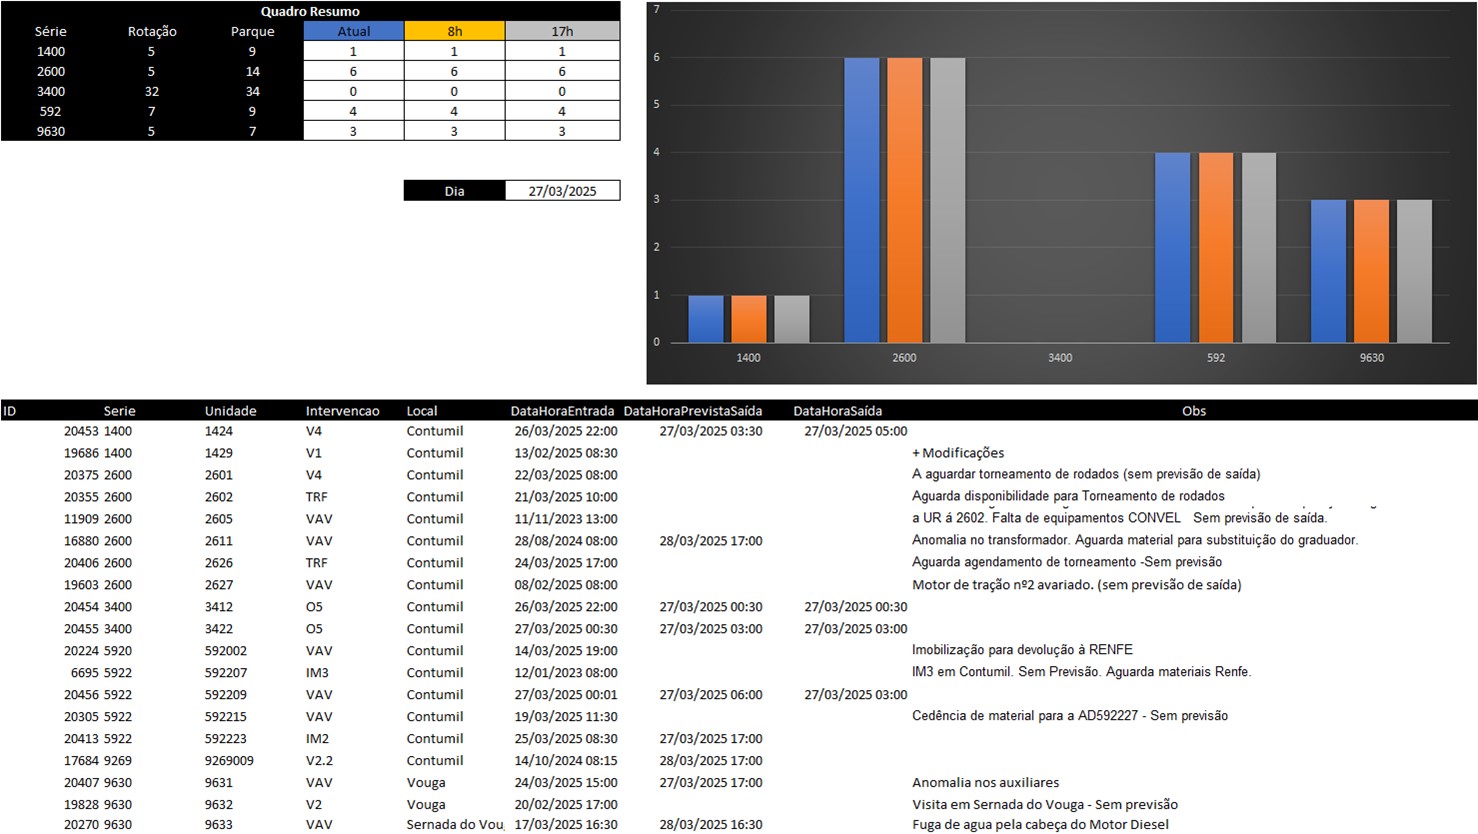 Quadro Resumo
Série Rotação Parque Atual 8h 17h
1400 5 9 1 1 1
2600 5 14 6 6 6
3400 32 34 0 0 0
592 7 9 4 4 4
9630 5 7 3 3 3
Dia 27/03/2025
7
6
5
4
3
2
1
0
1400 2600 3400 592 9630
ID Serie Unidade Intervencao Local DataHoraEntrada DataHoraPrevistaSaída DataHoraSaída Obs
20453 1400 1424 V4 Contumil 26/03/2025 22:00 27/03/2025 03:30 27/03/2025 05:00
19686 1400 1429 V1 Contumil 13/02/2025 08:30 + Modificações
20375 2600 2601 V4 Contumil 22/03/2025 08:00 A aguardar torneamento de rodados (sem previsão de saída)
20355 2600 2602 TRF Contumil 21/03/2025 10:00 Aguarda disponibilidade para Torneamento de rodados
11909 2600 2605 VAV Contumil 11/11/2023 13:00 a UR á 2602. Falta de equipamentos CONVEL Sem previsão de saída.
16880 2600 2611 VAV Contumil 28/08/2024 08:00 28/03/2025 17:00 Anomalia no transformador. Aguarda material para substituição do graduador.
20406 2600 2626 TRF Contumil 24/03/2025 17:00 Aguarda agendamento de torneamento -Sem previsão
19603 2600 2627 VAV Contumil 08/02/2025 08:00 Motor de tração nº2 avariado. (sem previsão de saída)
20454 3400 3412 O5 Contumil 26/03/2025 22:00 27/03/2025 00:30 27/03/2025 00:30
20455 3400 3422 O5 Contumil 27/03/2025 00:30 27/03/2025 03:00 27/03/2025 03:00
20224 5920 592002 VAV Contumil 14/03/2025 19:00 Imobilização para devolução à RENFE
6695 5922 592207 IM3 Contumil 12/01/2023 08:00 IM3 em Contumil. Sem Previsão. Aguarda materiais Renfe.
20456 5922 592209 VAV Contumil 27/03/2025 00:01 27/03/2025 06:00 27/03/2025 03:00
20305 5922 592215 VAV Contumil 19/03/2025 11:30 Cedência de material para a AD592227 - Sem previsão
20413 5922 592223 IM2 Contumil 25/03/2025 08:30 27/03/2025 17:00
17684 9269 9269009 V2.2 Contumil 14/10/2024 08:15 28/03/2025 17:00
20407 9630 9631 VAV Vouga 24/03/2025 15:00 27/03/2025 17:00 Anomalia nos auxiliares
19828 9630 9632 V2 Vouga 20/02/2025 17:00 Visita em Sernada do Vouga - Sem previsão
20270 9630 9633 VAV Sernada do Vou 17/03/2025 16:30 28/03/2025 16:30 Fuga de agua pela cabeça do Motor Diesel